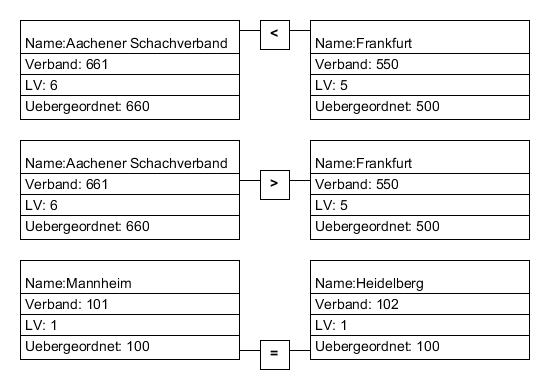 Name:Aachener Schachverband
Verband: 661
LV: 6
Uebergeordnet: 660
<
Name:Frankfurt
Verband: 550
LV: 5
Uebergeordnet: 500
Name:Aachener Schachverband
Verband: 661
LV: 6
Uebergeordnet: 660
>
Name:Frankfurt
Verband: 550
LV: 5
Uebergeordnet: 500
Name:Mannheim
Verband: 101
LV: 1
Uebergeordnet: 100
=
Name:Heidelberg
Verband: 102
LV: 1
Uebergeordnet: 100